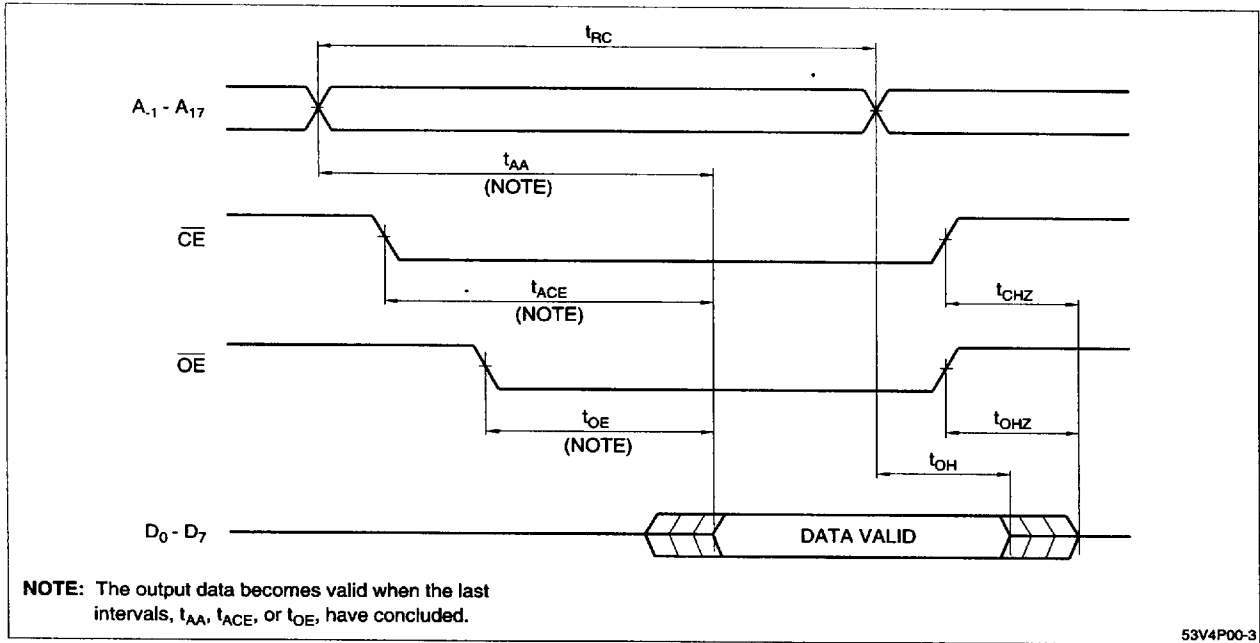 tRC
A-1 - A17
tAA
(NOTE)
CE
tACE
(NOTE)
tCHZ
OE
tOE
(NOTE)
tOHZ
tOH
D0 - D7
DATA VALID
NOTE: The output data becomes valid when the last
intervals, tAA, tACE, or tOE, have concluded.
53V4P00-3